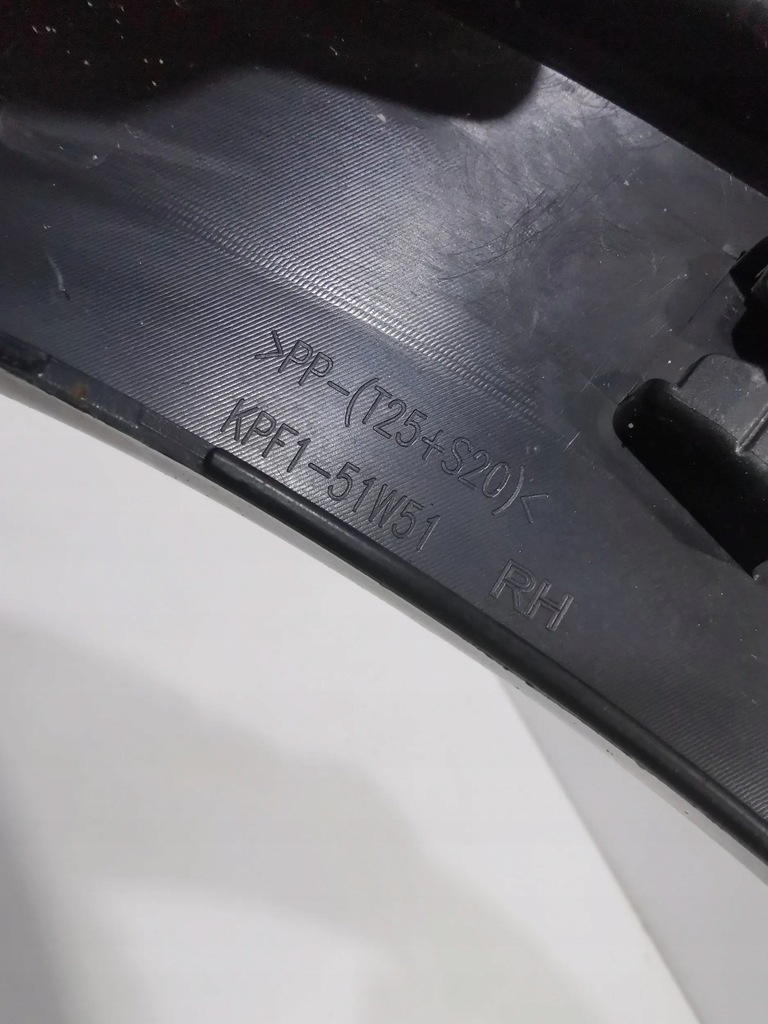 >PP-(T25+S20)<
KPF1-51W51
RH